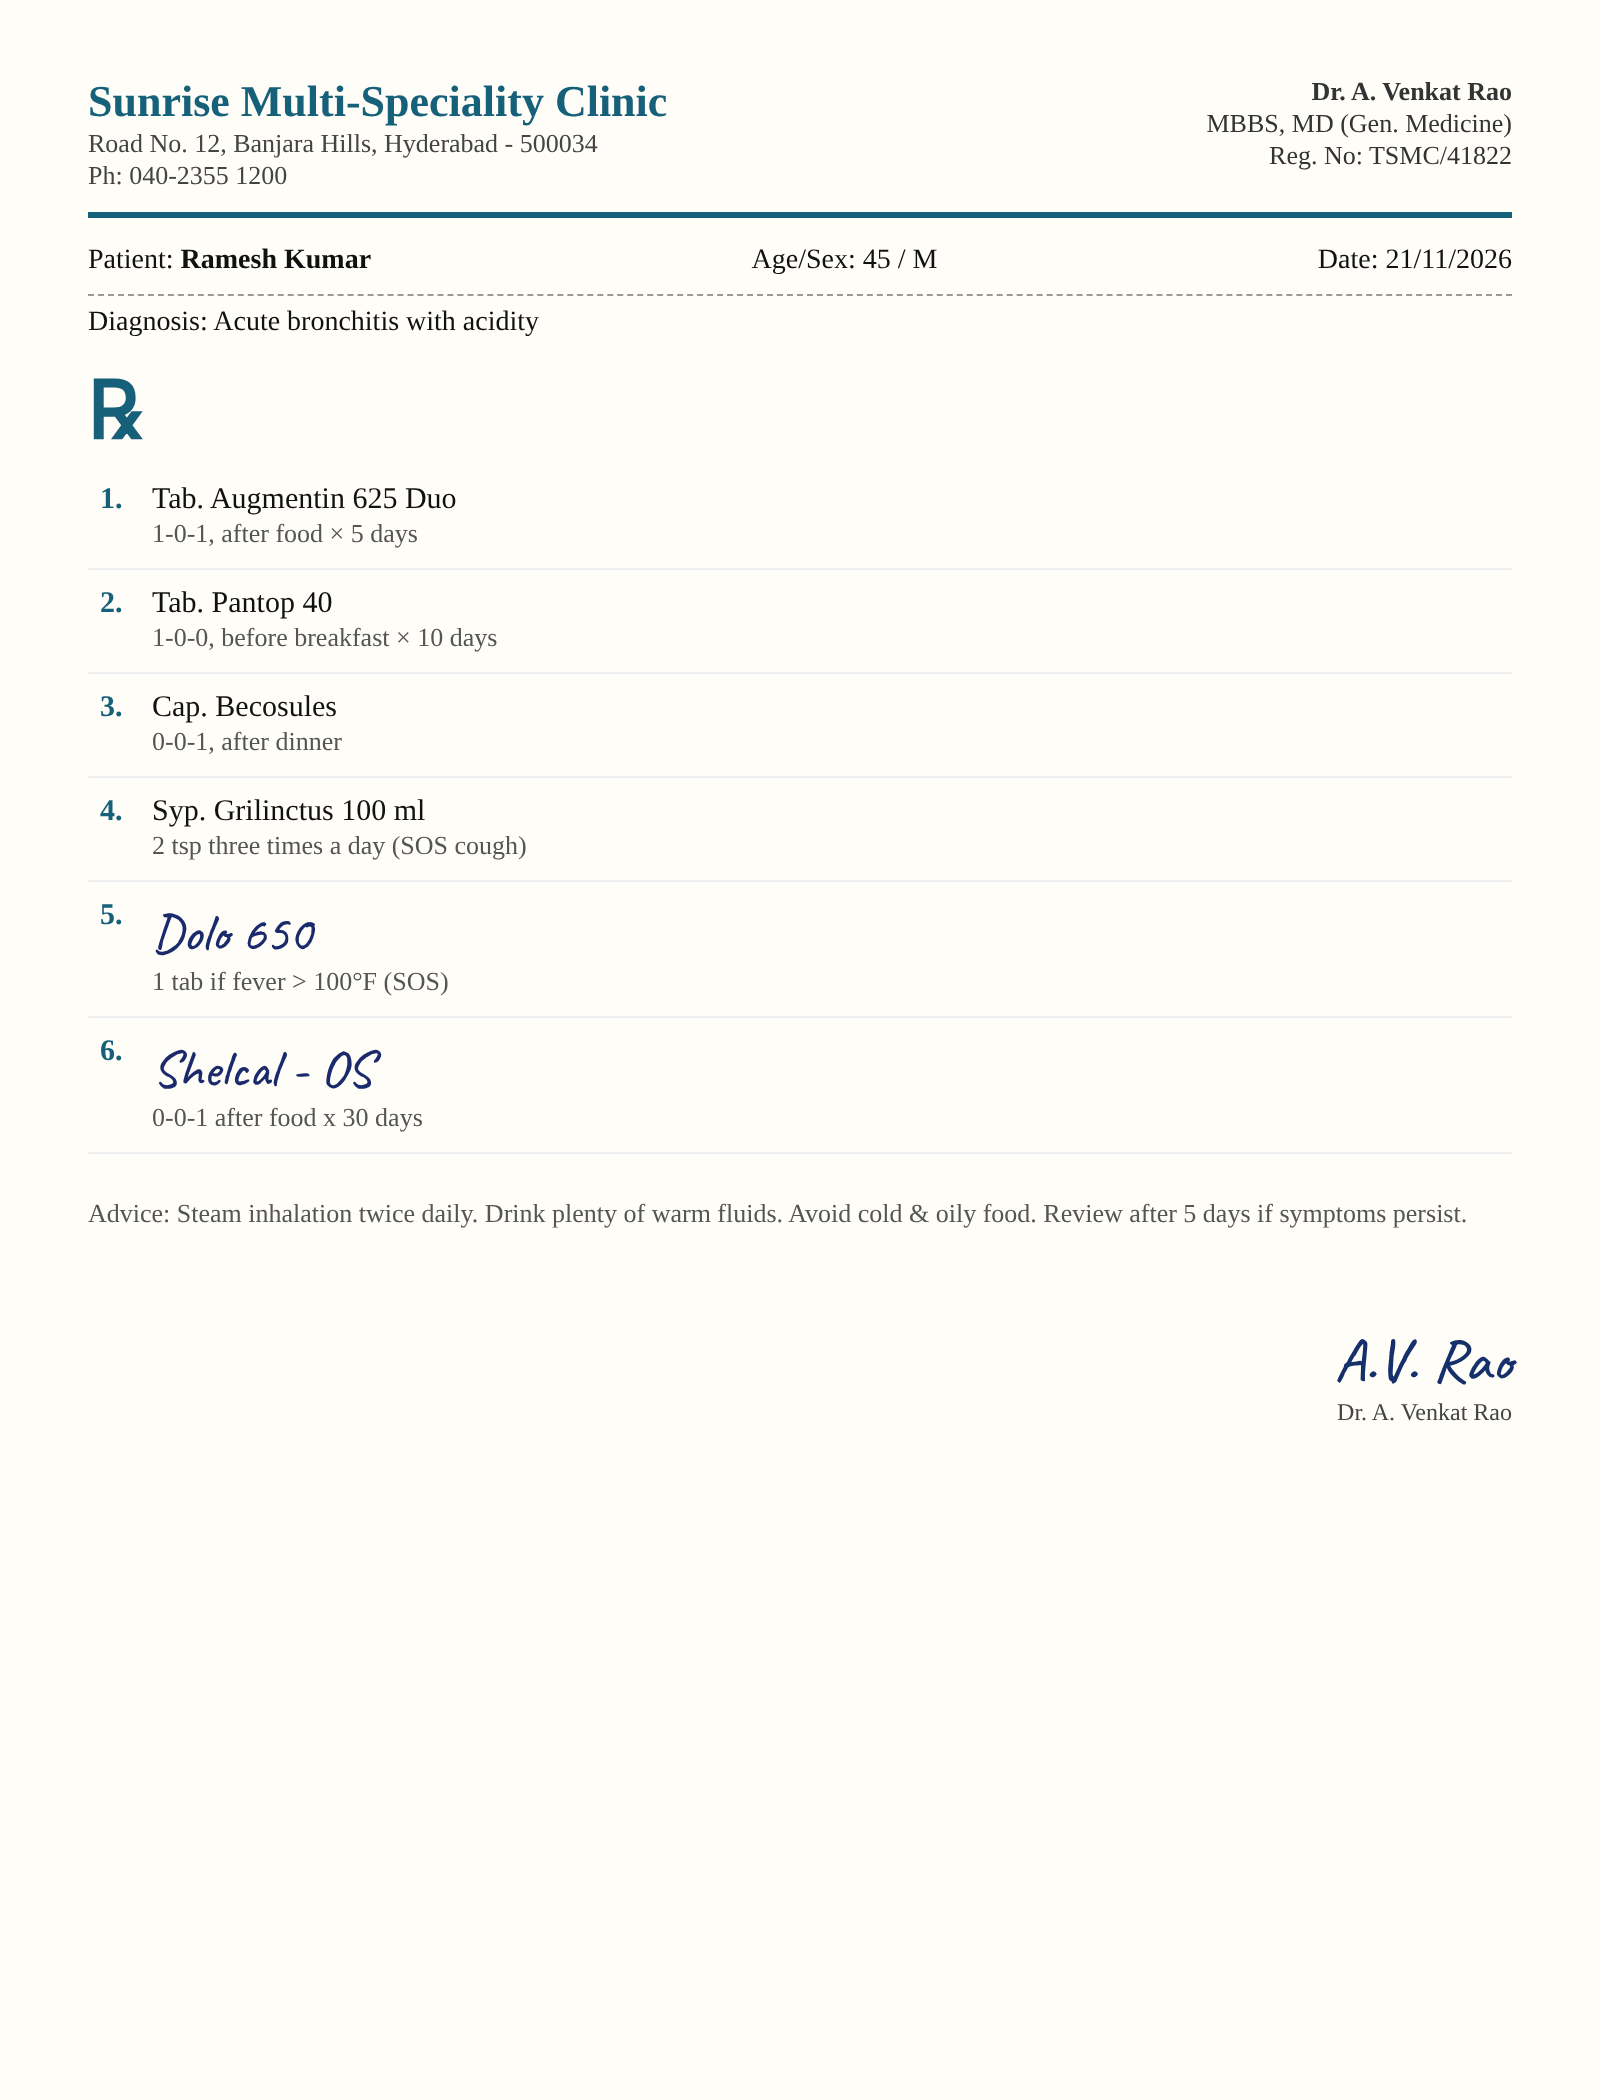 Sunrise Multi-Speciality Clinic
Road No. 12, Banjara Hills, Hyderabad - 500034
Ph: 040-2355 1200
Dr. A. Venkat Rao
MBBS, MD (Gen. Medicine)
Reg. No: TSMC/41822
Patient: Ramesh Kumar Age/Sex: 45 / M Date: 21/11/2026
Diagnosis: Acute bronchitis with acidity
℞
1. Tab. Augmentin 625 Duo
1-0-1, after food × 5 days
2. Tab. Pantop 40
1-0-0, before breakfast × 10 days
3. Cap. Becosules
0-0-1, after dinner
4. Syp. Grilinctus 100 ml
2 tsp three times a day (SOS cough)
5. Dolo 650
1 tab if fever > 100°F (SOS)
6. Shelcal - OS
0-0-1 after food x 30 days
Advice: Steam inhalation twice daily. Drink plenty of warm fluids. Avoid cold & oily food. Review after 5 days if symptoms persist.
A.V. Rao
Dr. A. Venkat Rao